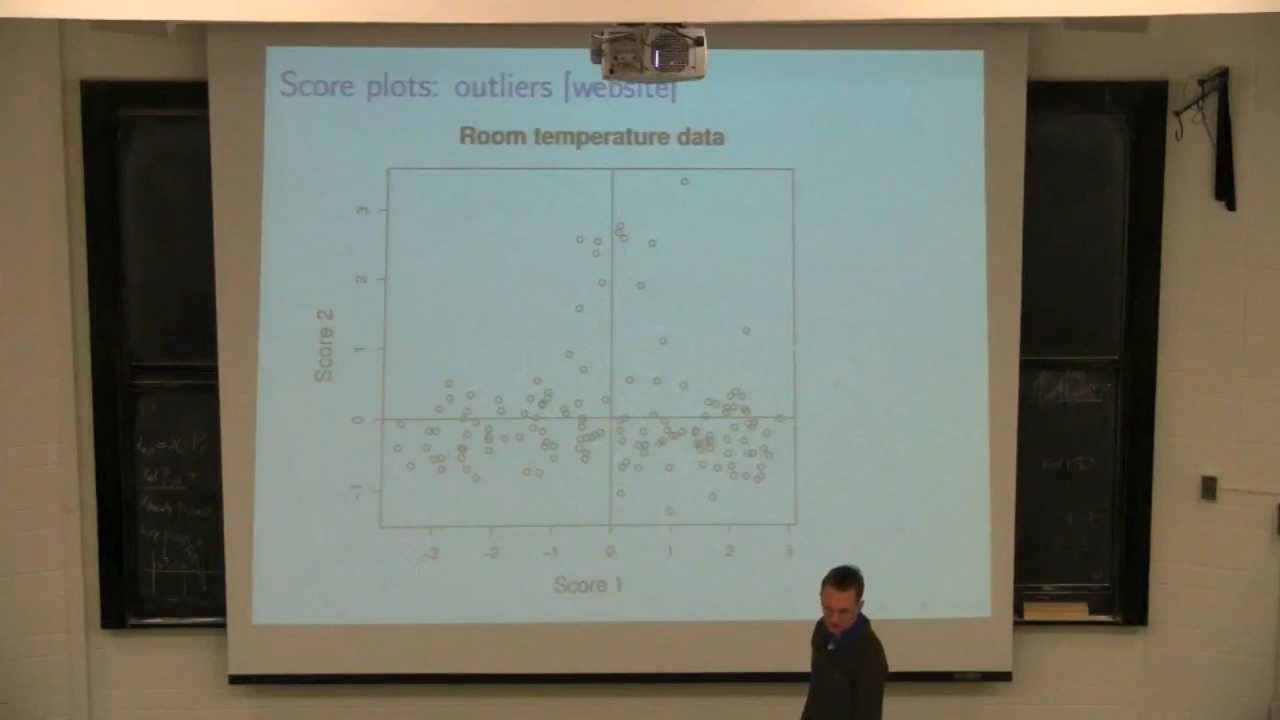 Score plots: outliers [website]
Room temperature data
3
2
1
0
-1
Score 2
-3 -2 -1 0 1 2 3
Score 1